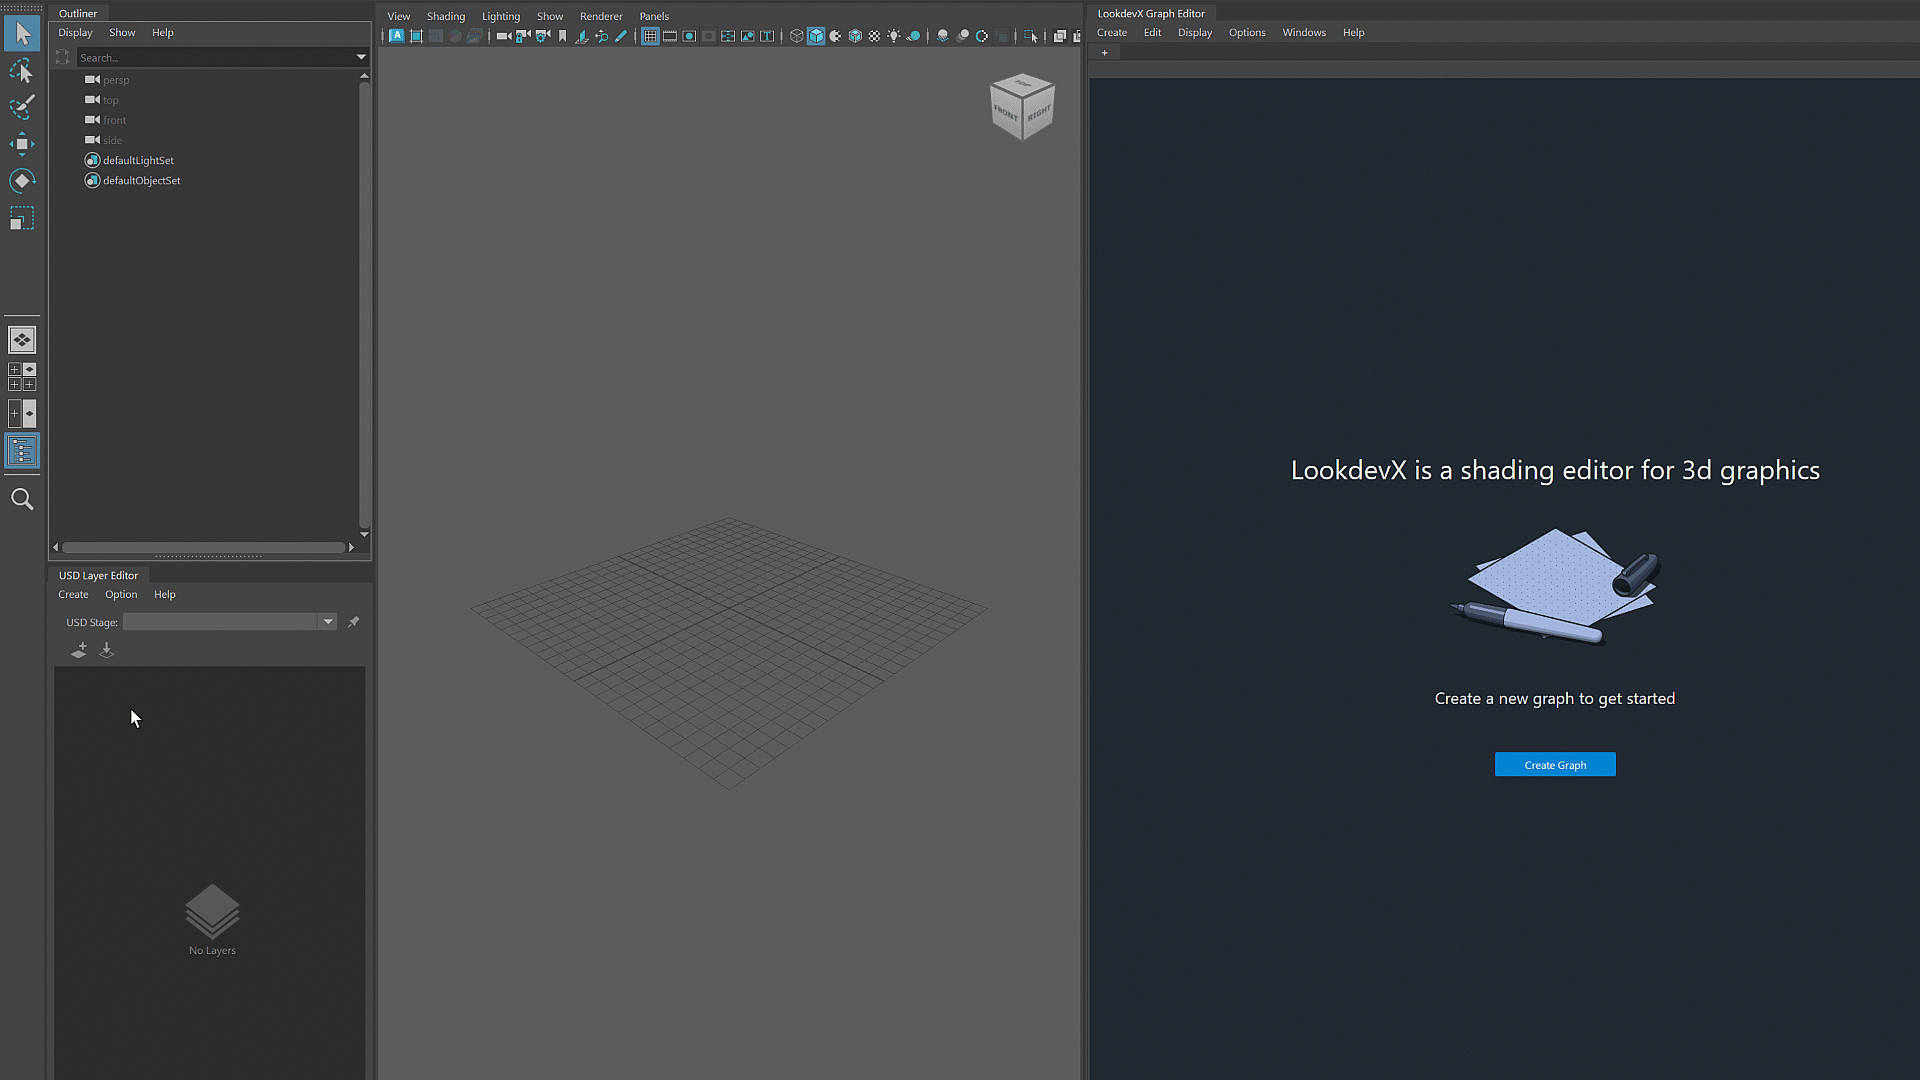 Outliner
Display Show Help
Search...
persp
top
front
side
defaultLightSet
defaultObjectSet
USD Layer Editor
Create Option Help
USD Stage:
No Layers
View Shading Lighting Show Renderer Panels
TOP
FRONT
RIGHT
LookdevX Graph Editor
Create Edit Display Options Windows Help
+
LookdevX is a shading editor for 3d graphics
Create a new graph to get started
Create Graph